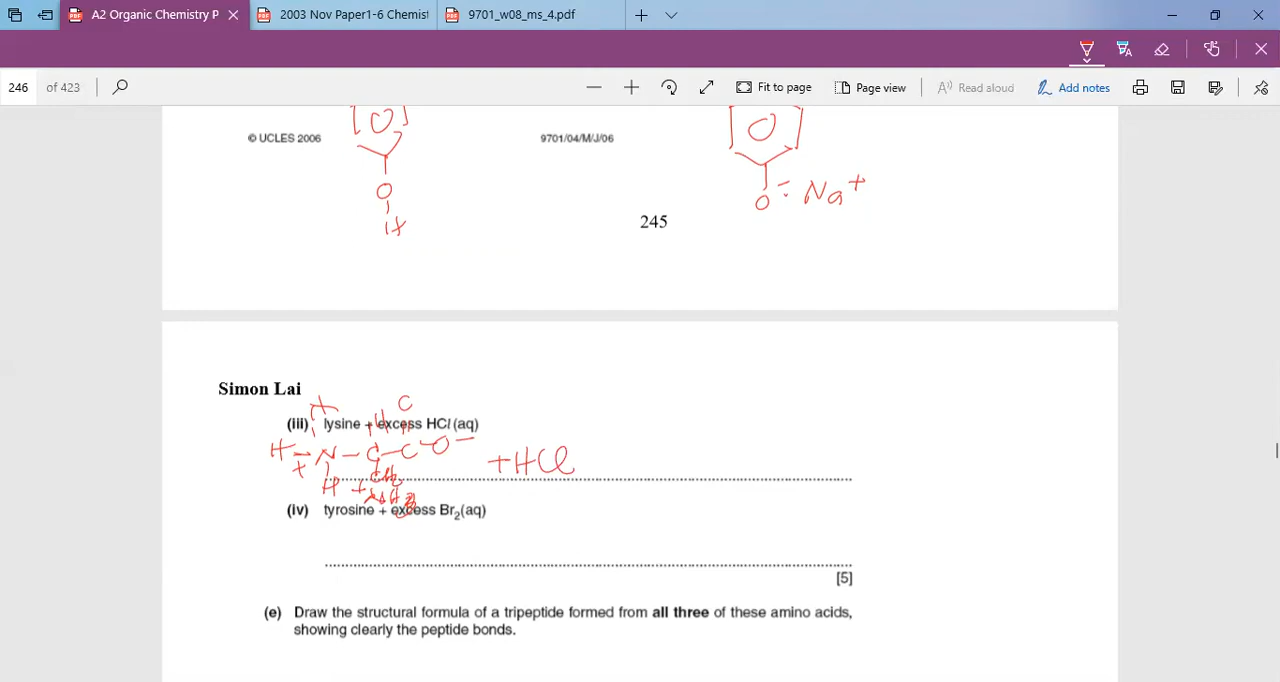 A2 Organic Chemistry P
2003 Nov Paper1-6 Chemist
9701_w08_ms_4.pdf
246 of 423
Fit to page
Page view
Read aloud
Add notes
[O]
O
H
© UCLES 2006
9701/04/M/J/06
O
O - Na +
245
Simon Lai
(iii) lysine + excess HCl (aq)
H - N - C - C - O -
+ HCl
H
CH2
(iv) tyrosine + excess Br2(aq)
[5]
(e) Draw the structural formula of a tripeptide formed from all three of these amino acids,
showing clearly the peptide bonds.